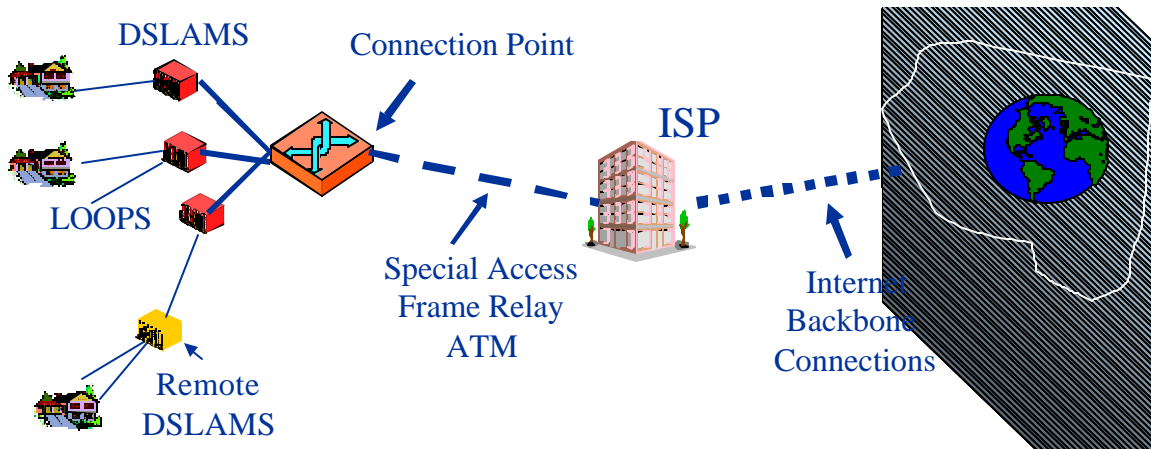 DSLAMS
Connection Point
ISP
LOOPS
Special Access
Frame Relay
ATM
Internet
Backbone
Connections
Remote
DSLAMS